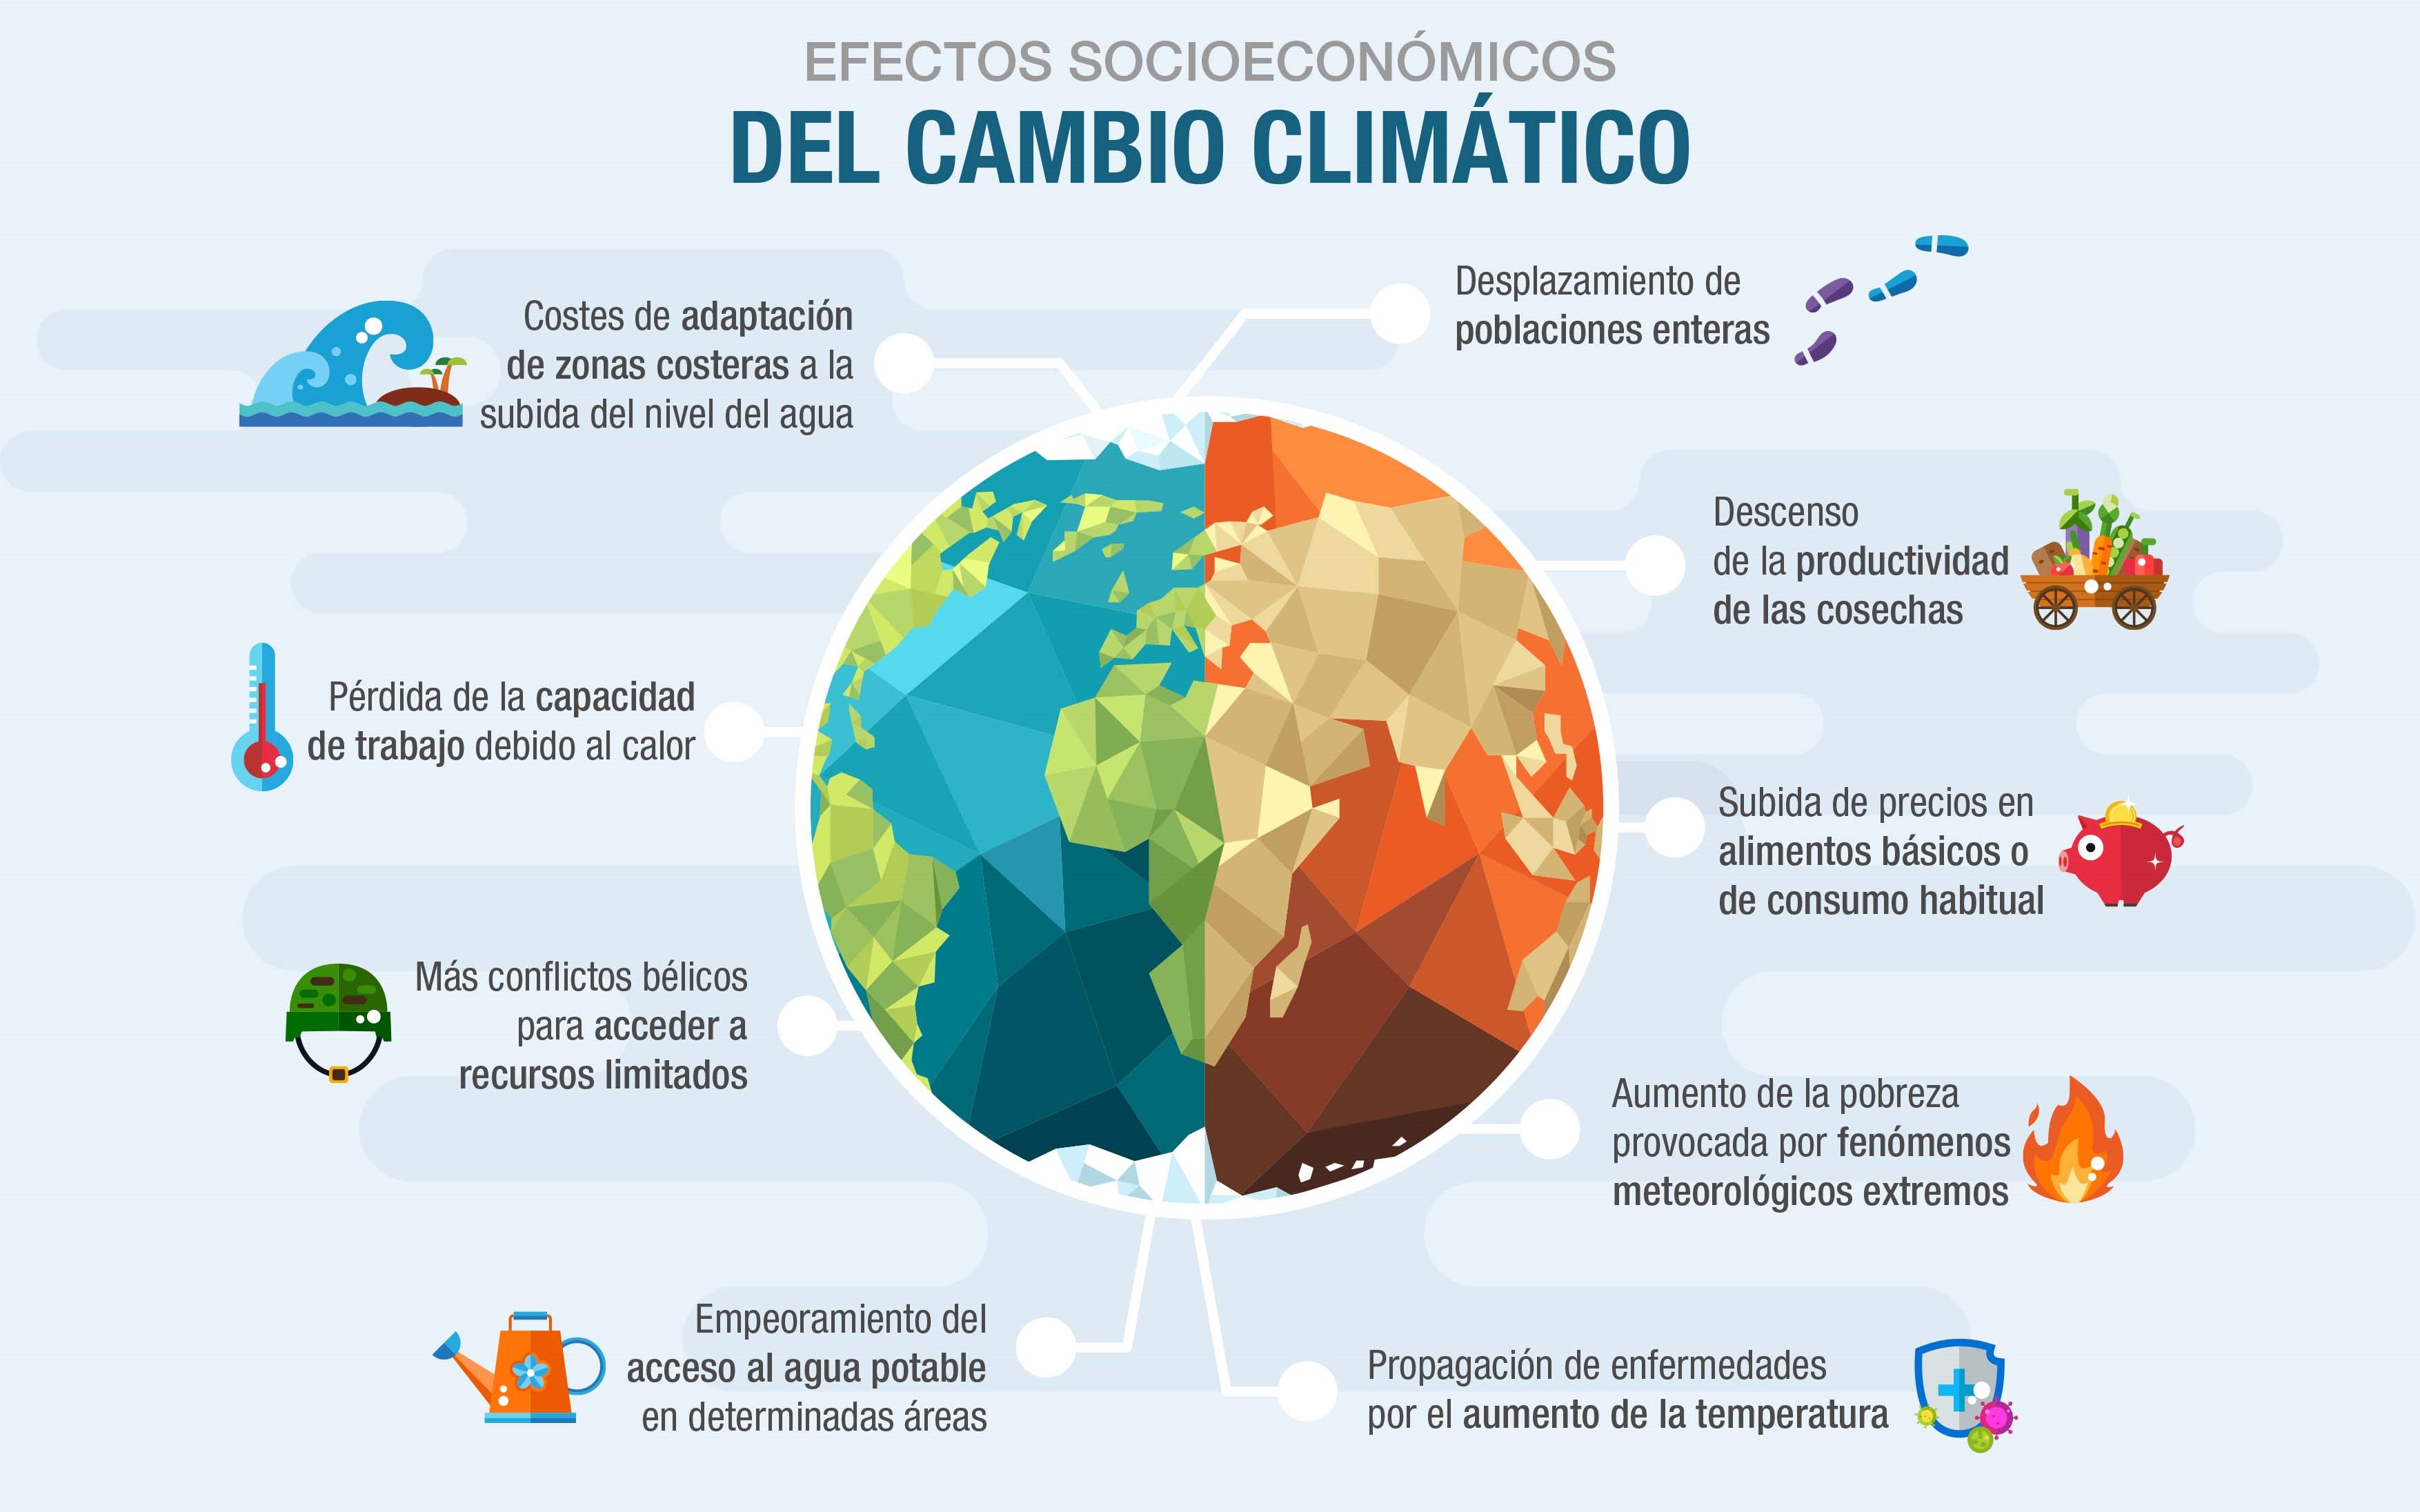 EFECTOS SOCIOECONÓMICOS
DEL CAMBIO CLIMÁTICO
Costes de adaptación
de zonas costeras a la
subida del nivel del agua
Desplazamiento de
poblaciones enteras
Descenso
de la productividad
de las cosechas
Pérdida de la capacidad
de trabajo debido al calor
Subida de precios en
alimentos básicos o
de consumo habitual
Más conflictos bélicos
para acceder a
recursos limitados
Aumento de la pobreza
provocada por fenómenos
meteorológicos extremos
Empeoramiento del
acceso al agua potable
en determinadas áreas
Propagación de enfermedades
por el aumento de la temperatura